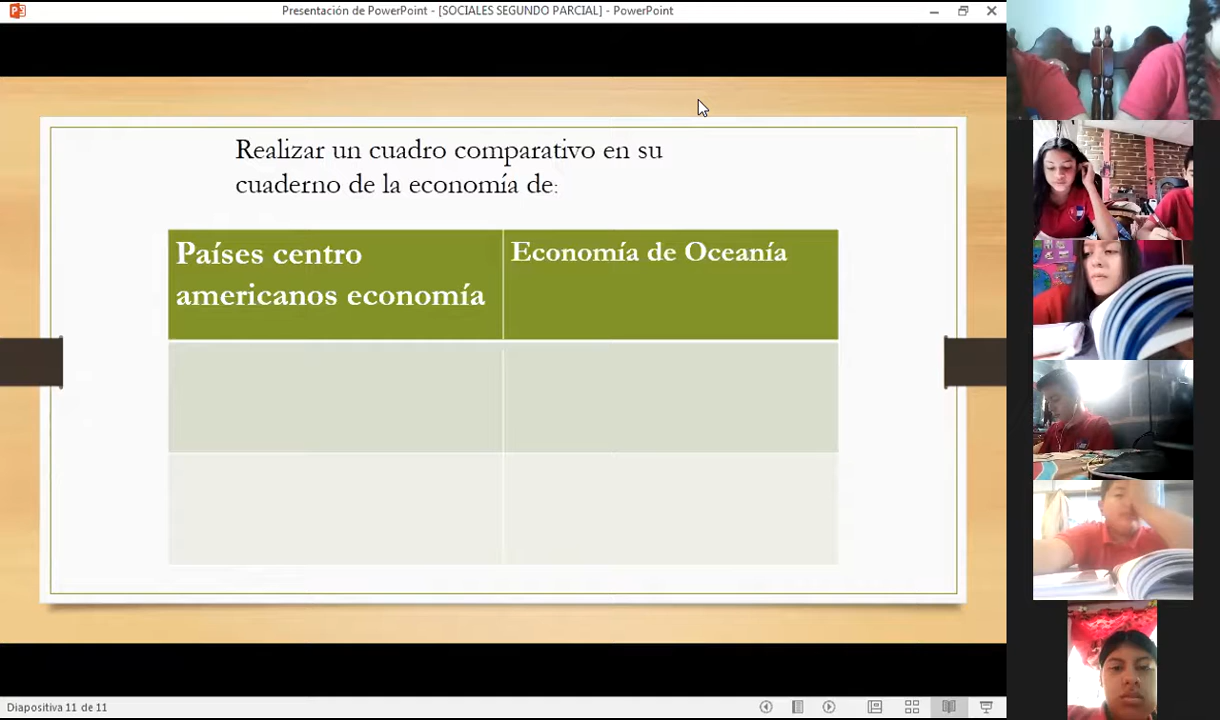 Presentación de PowerPoint - [SOCIALES SEGUNDO PARCIAL] - PowerPoint
Realizar un cuadro comparativo en su
cuaderno de la economía de:
Países centro
americanos economía
Economía de Oceanía
Diapositiva 11 de 11